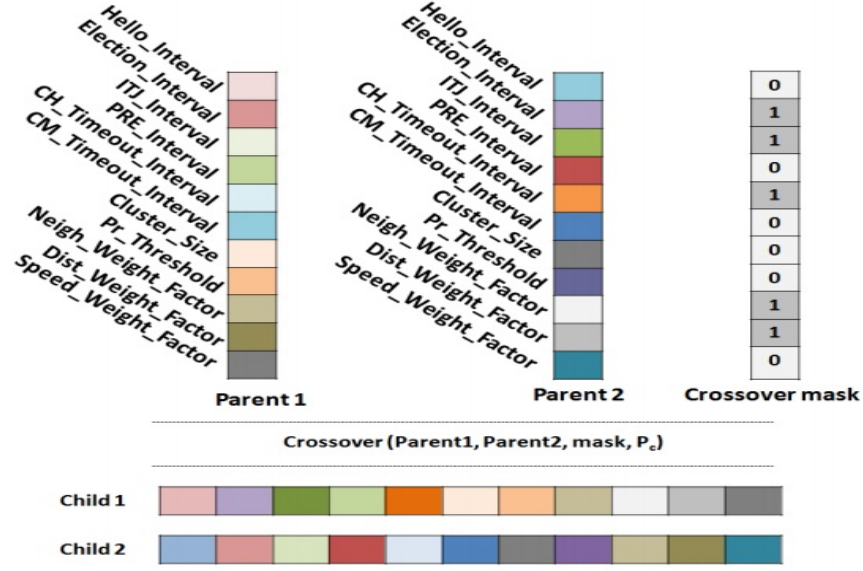 Hello_Interval
Election_Interval
ITJ_Interval
PRE_Interval
CH_Timeout_Interval
CM_Timeout_Interval
Cluster_Size
Pr_Threshold
Neigh_Weight_Factor
Dist_Weight_Factor
Speed_Weight_Factor
Parent 1
Hello_Interval
Election_Interval
ITJ_Interval
PRE_Interval
CH_Timeout_Interval
CM_Timeout_Interval
Cluster_Size
Pr_Threshold
Neigh_Weight_Factor
Dist_Weight_Factor
Speed_Weight_Factor
Parent 2
0
1
1
0
1
0
0
0
1
1
0
Crossover mask
Crossover (Parent1, Parent2, mask, Pc)
Child 1
Child 2